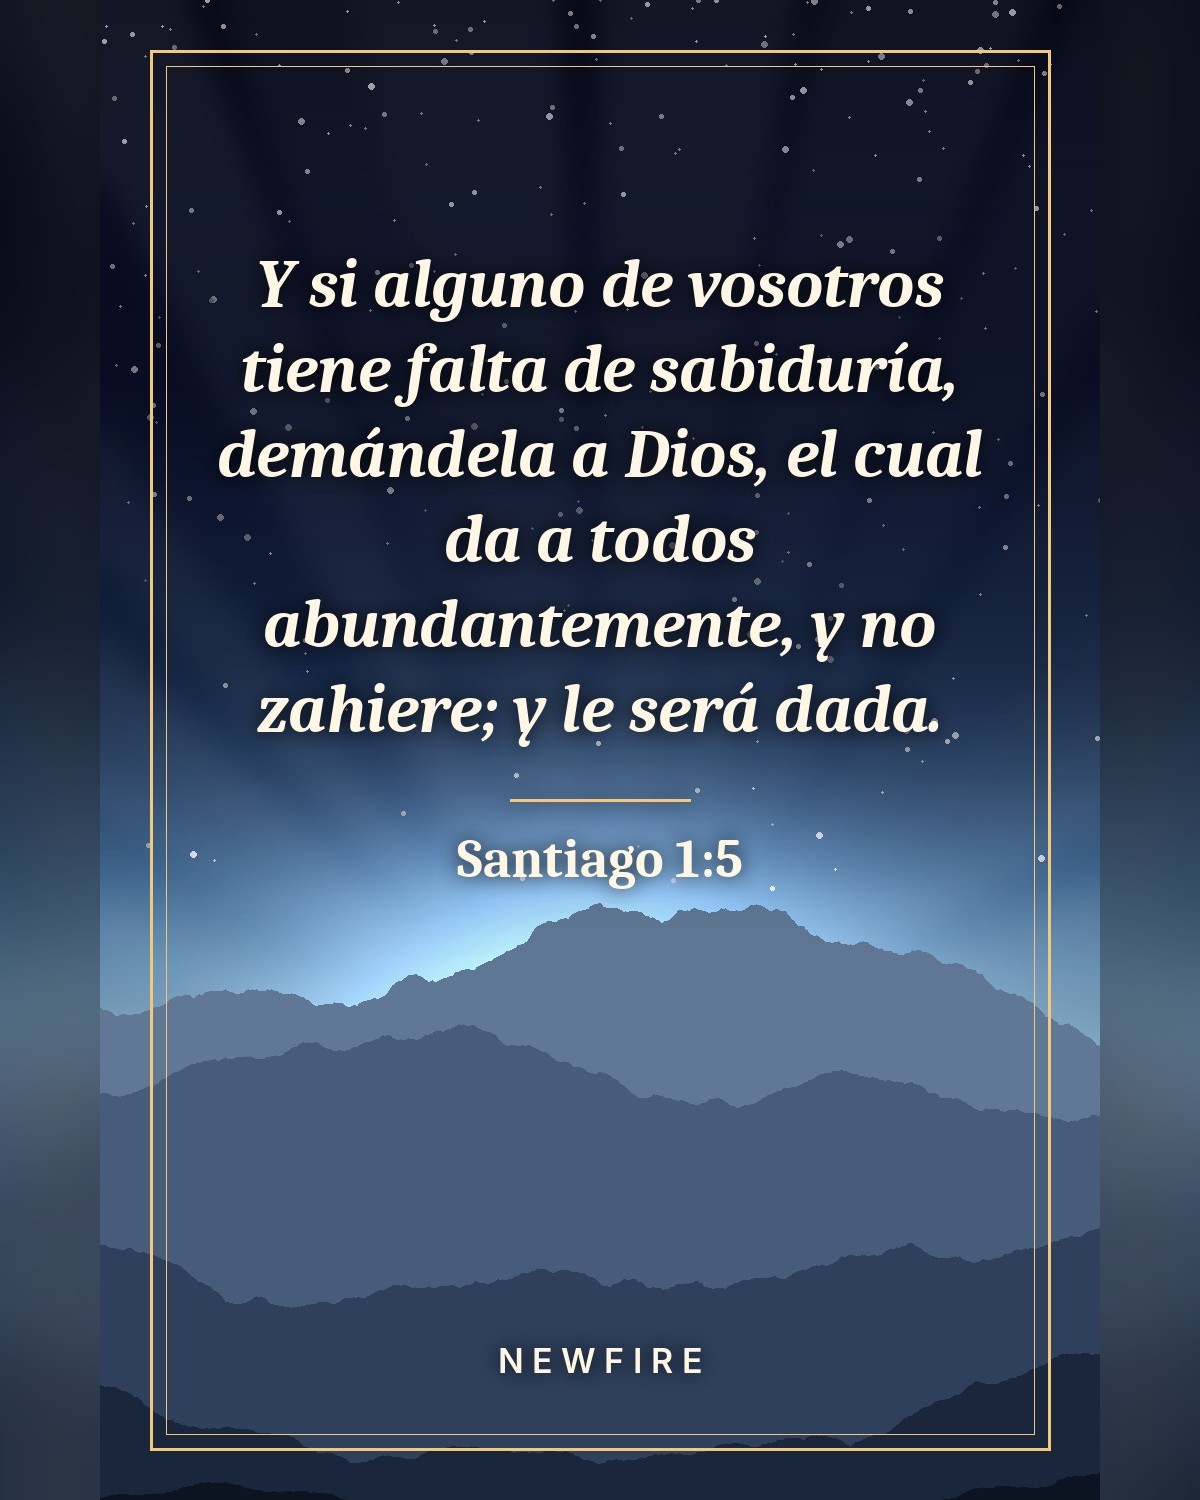 Y si alguno de vosotros
tiene falta de sabiduría,
demándela a Dios, el cual
da a todos
abundantemente, y no
zahiere; y le será dada.
Santiago 1:5
NEWFIRE